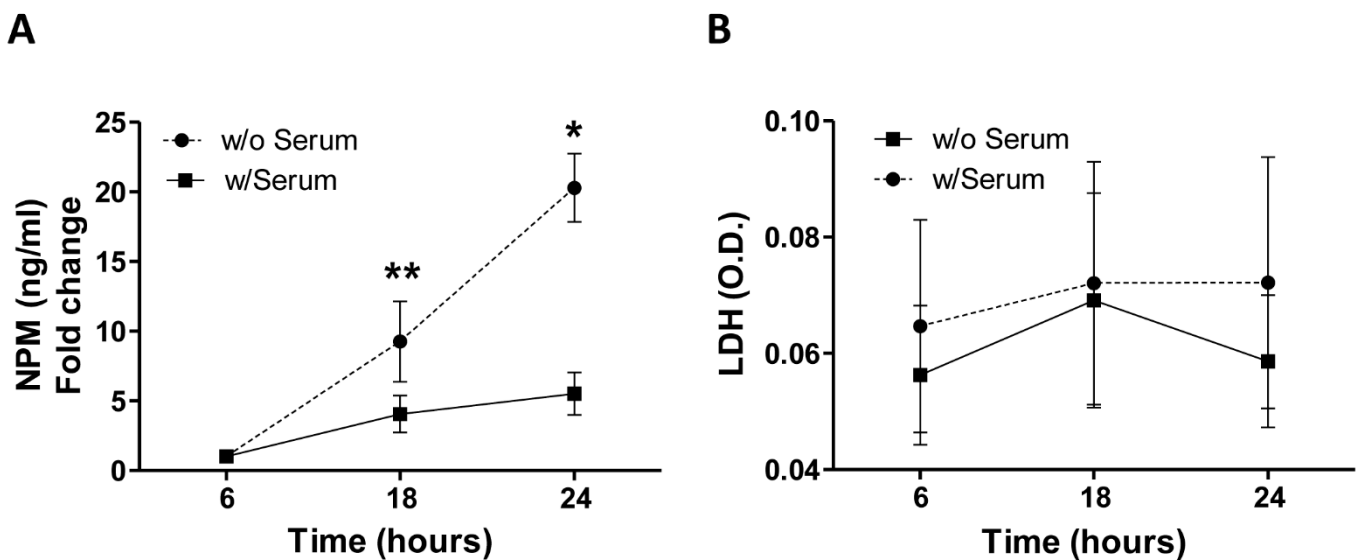 A
NPM (ng/ml)
Fold change
25
20
15
10
5
0
w/o Serum
w/Serum
**
*
6
18
24
Time (hours)
B
LDH (O.D.)
0.10
0.08
0.06
0.04
w/o Serum
w/Serum
6
18
24
Time (hours)